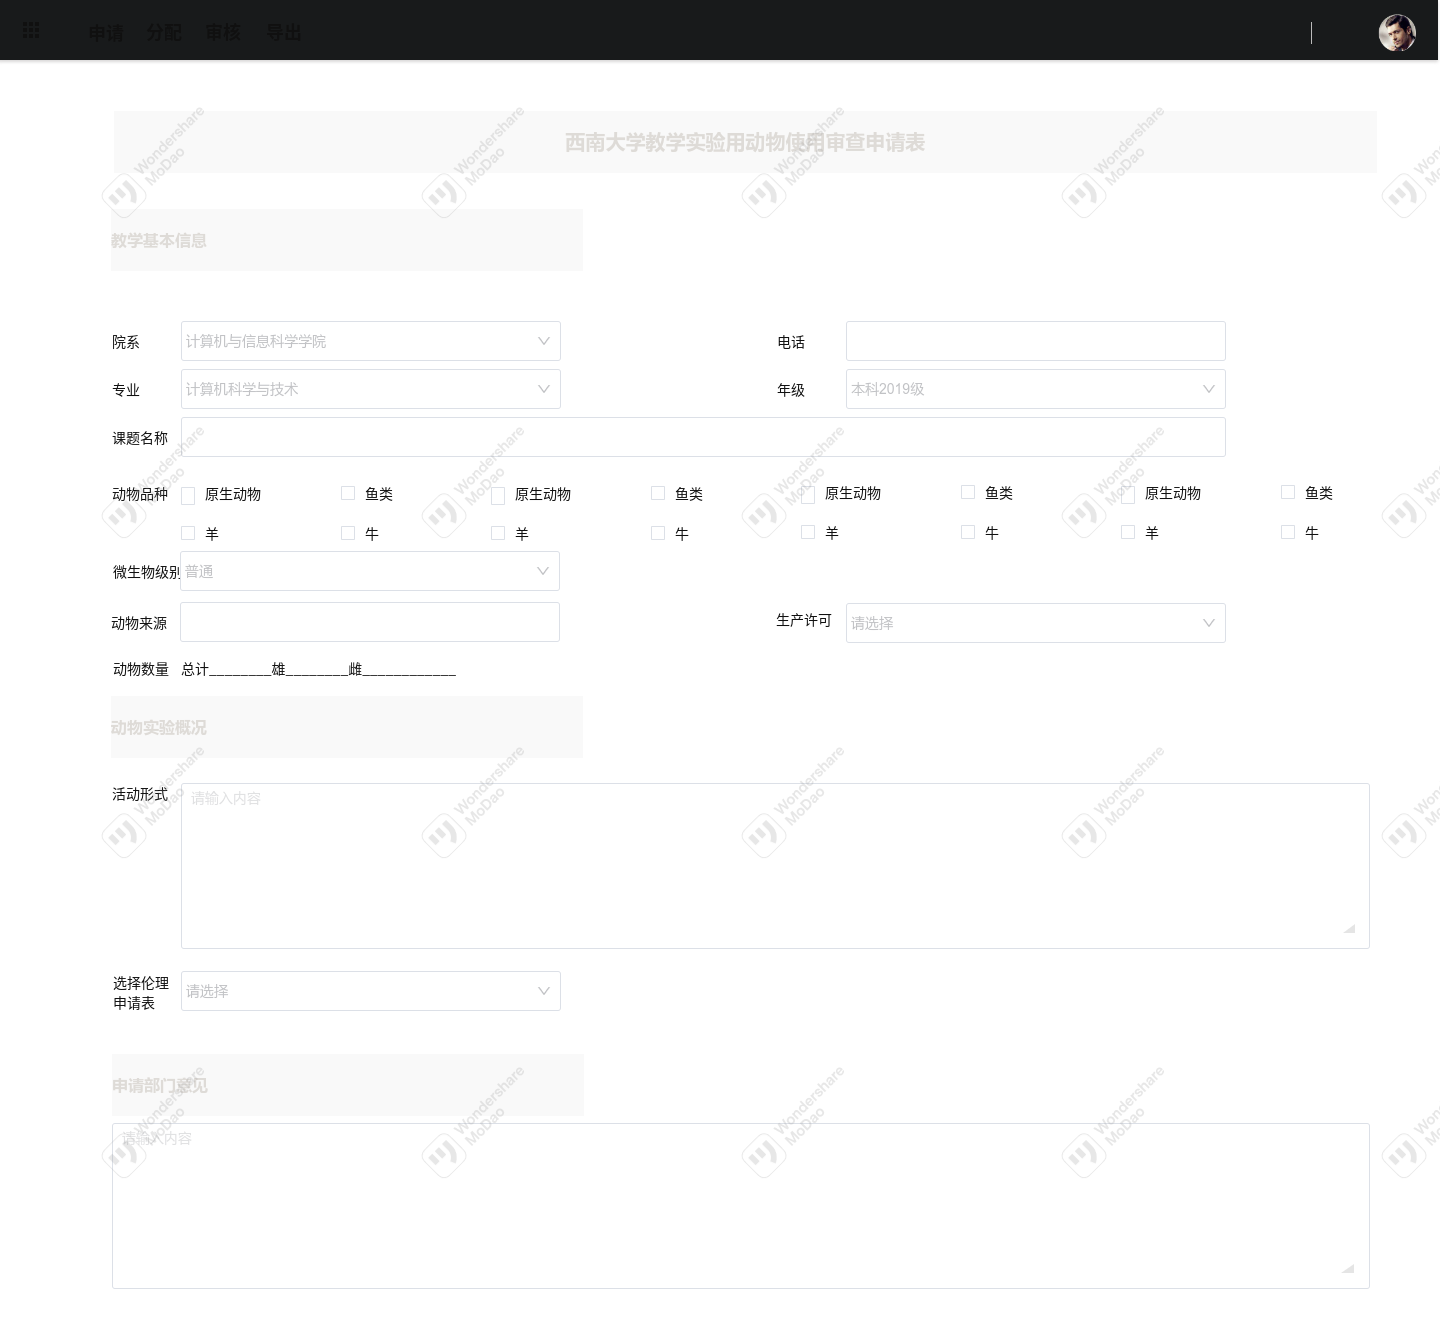 申请 分配 审核 导出
西南大学教学实验用动物使用审查申请表
教学基本信息
院系 计算机与信息科学学院 电话
专业 计算机科学与技术 年级 本科2019级
课题名称
动物品种 原生动物 鱼类 原生动物 鱼类 原生动物 鱼类 原生动物 鱼类
羊 牛 羊 牛 羊 牛 羊 牛
微生物级别 普通
动物来源 生产许可 请选择
动物数量 总计________雄________雌____________
动物实验概况
活动形式 请输入内容
选择伦理 请选择
申请表
申请部门意见
请输入内容
Wondershare
MoDao